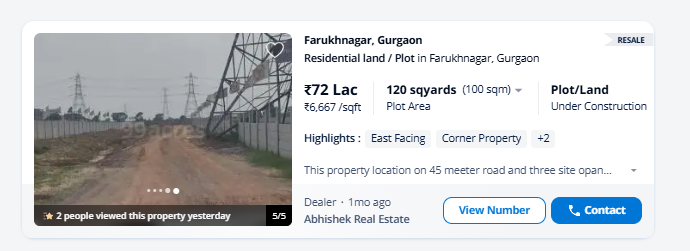 Farukhnagar, Gurgaon
RESALE
Residential land / Plot in Farukhnagar, Gurgaon
₹72 Lac
₹6,667 /sqft
120 sqyards (100 sqm)
Plot Area
Plot/Land
Under Construction
Highlights : East Facing Corner Property +2
This property location on 45 meeter road and three site opan...
99acres
2 people viewed this property yesterday
5/5
Dealer · 1mo ago
Abhishek Real Estate
View Number
Contact